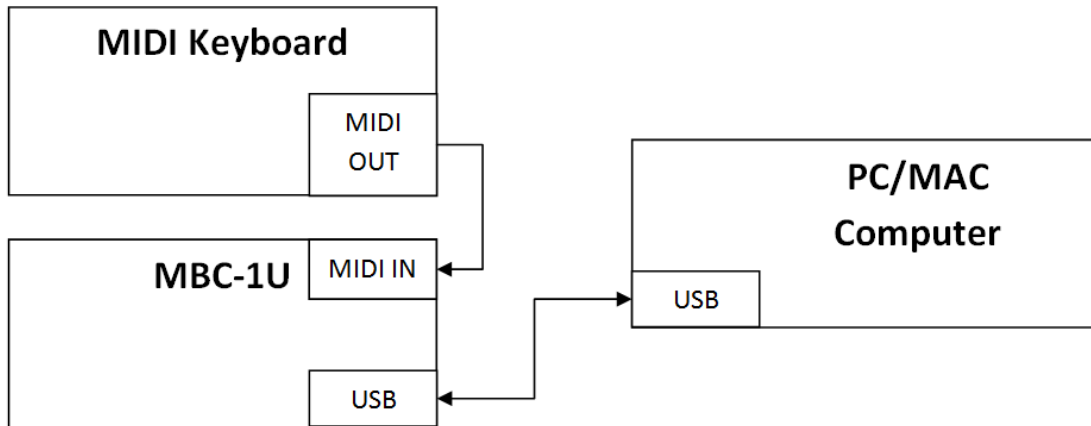 MIDI Keyboard
MIDI
OUT
PC/MAC
Computer
MBC-1U
MIDI IN
USB
USB